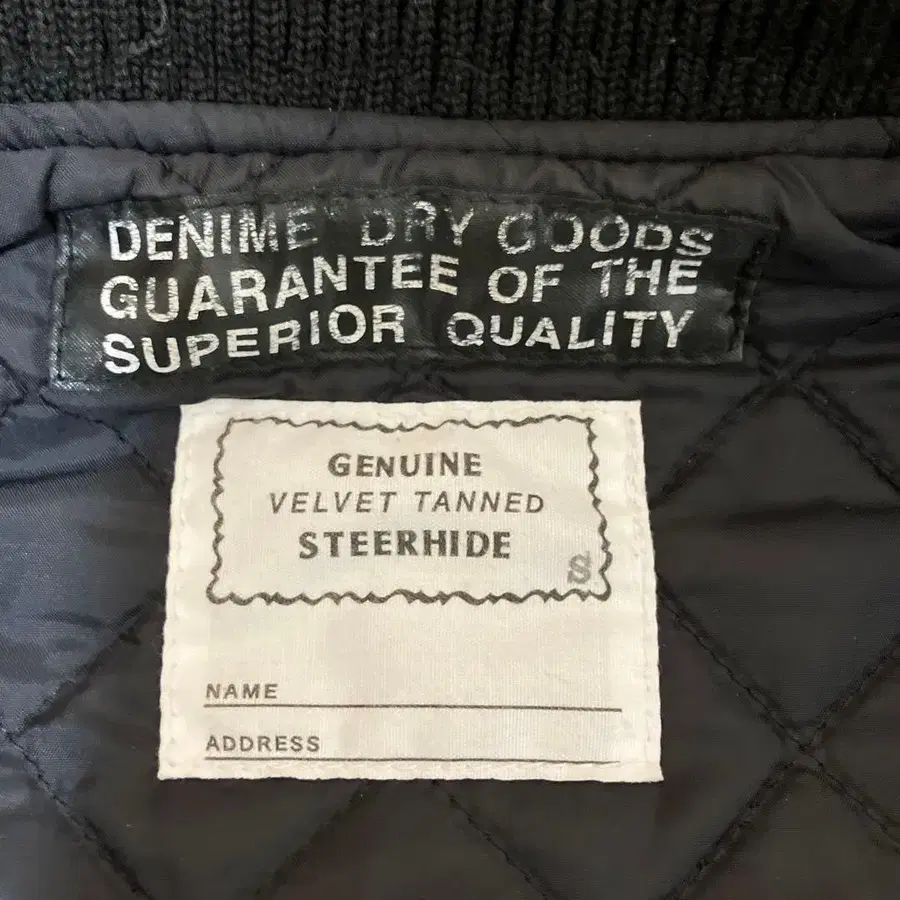 DENIME DRY GOODS
GUARANTEE OF THE
SUPERIOR QUALITY
GENUINE
VELVET TANNED
STEERHIDE
S
NAME
ADDRESS